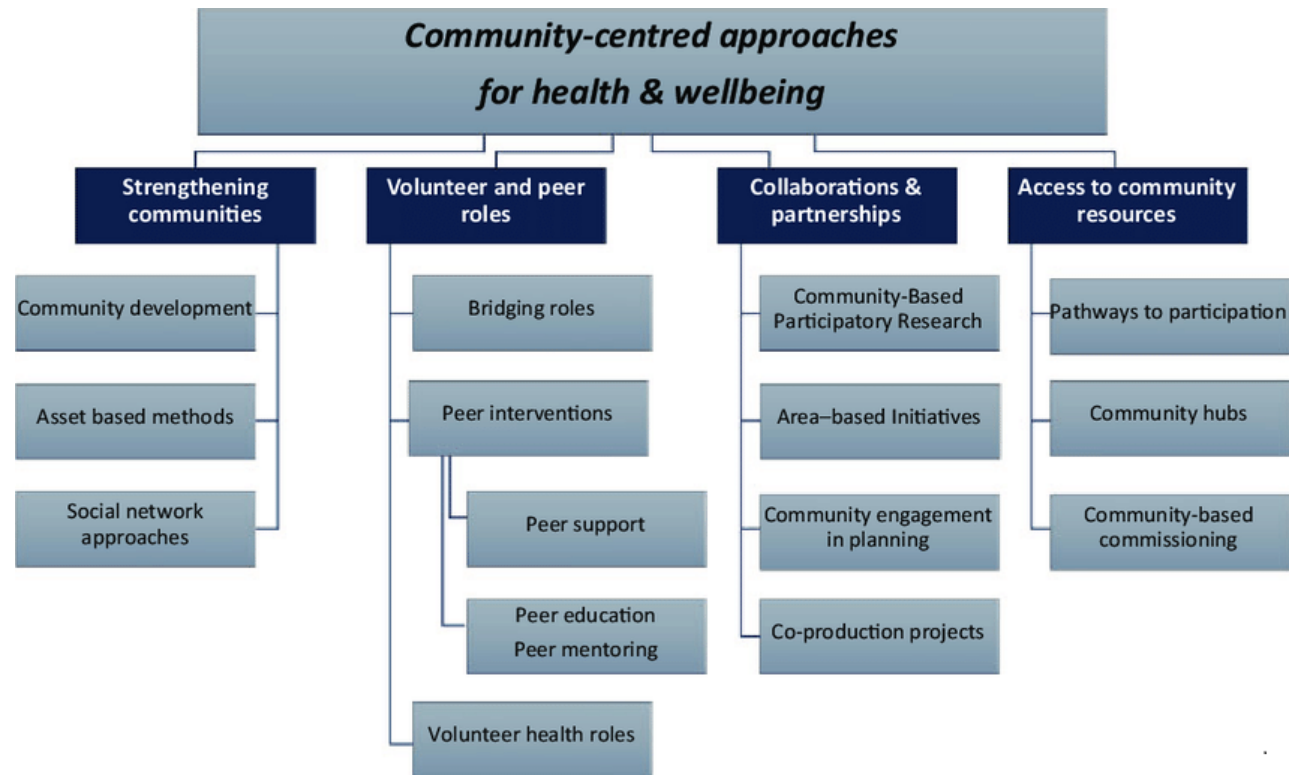 Community-centred approaches
for health & wellbeing
Strengthening
communities
Community development
Asset based methods
Social network
approaches
Volunteer and peer
roles
Bridging roles
Peer interventions
Peer support
Peer education
Peer mentoring
Volunteer health roles
Collaborations &
partnerships
Community-Based
Participatory Research
Area–based Initiatives
Community engagement
in planning
Co-production projects
Access to community
resources
Pathways to participation
Community hubs
Community-based
commissioning
.